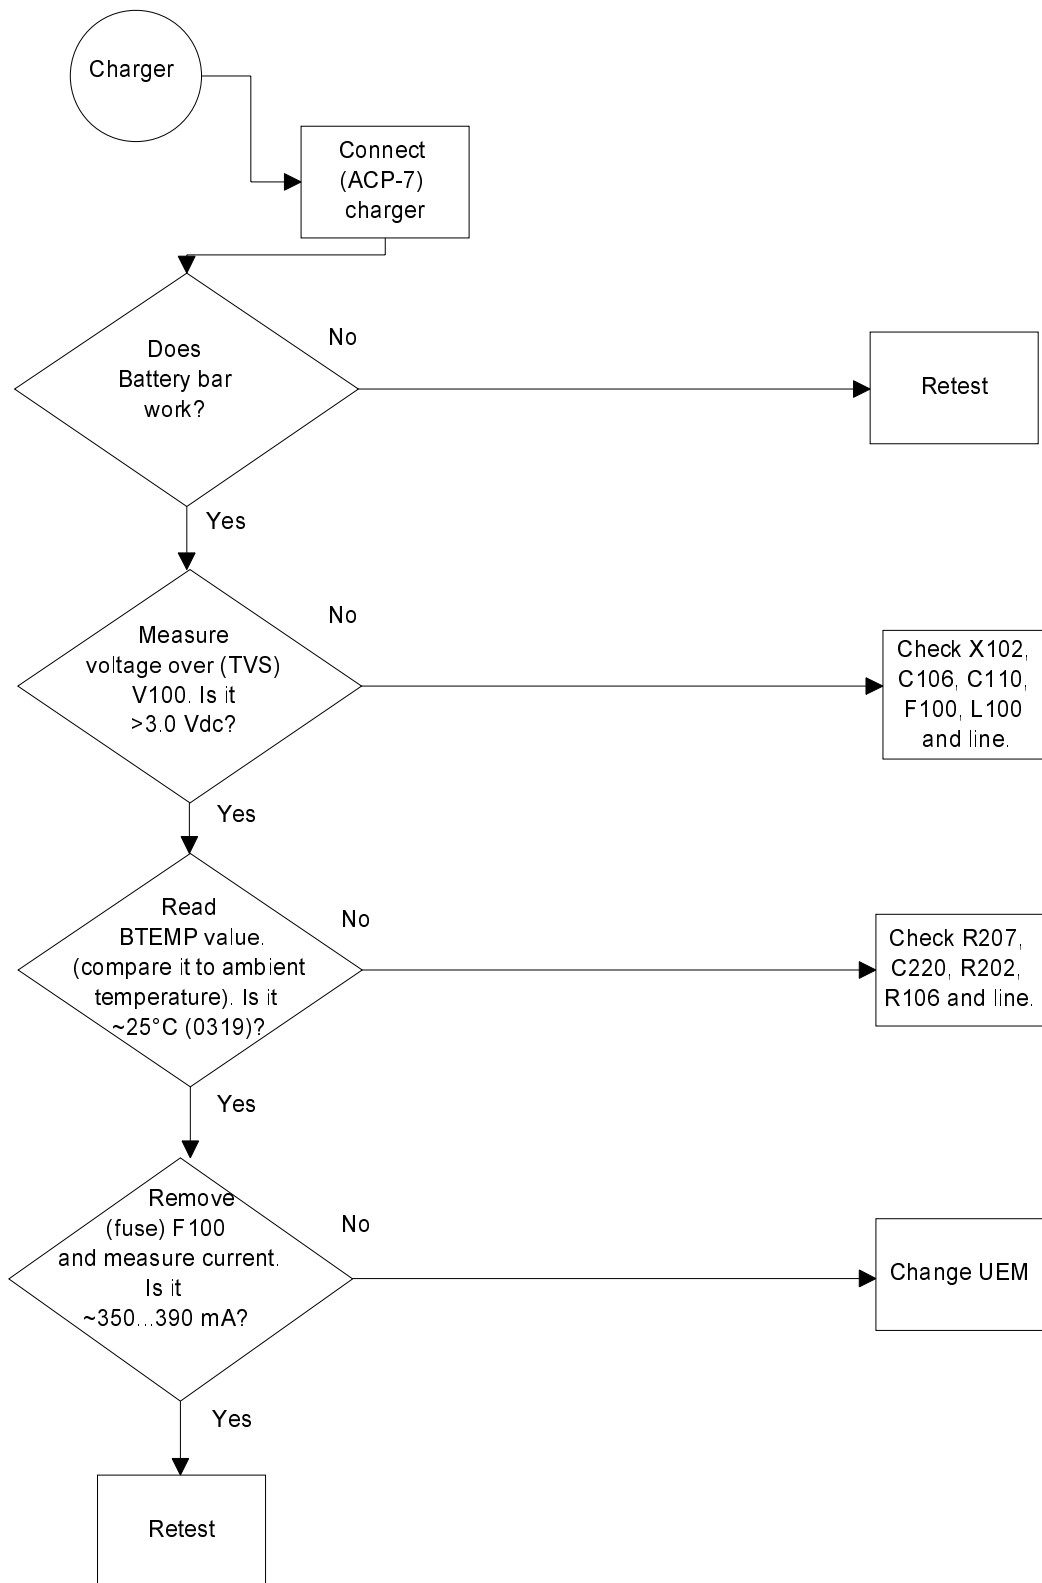 Charger
Connect
(ACP-7)
charger
Does
Battery bar
work?
No
Retest
Yes
Measure
voltage over (TVS)
V100. Is it
>3.0 Vdc?
No
Check X102,
C106, C110,
F100, L100
and line.
Yes
Read
BTEMP value.
(compare it to ambient
temperature). Is it
~25°C (0319)?
No
Check R207,
C220, R202,
R106 and line.
Yes
Remove
(fuse) F100
and measure current.
Is it
~350...390 mA?
No
Change UEM
Yes
Retest